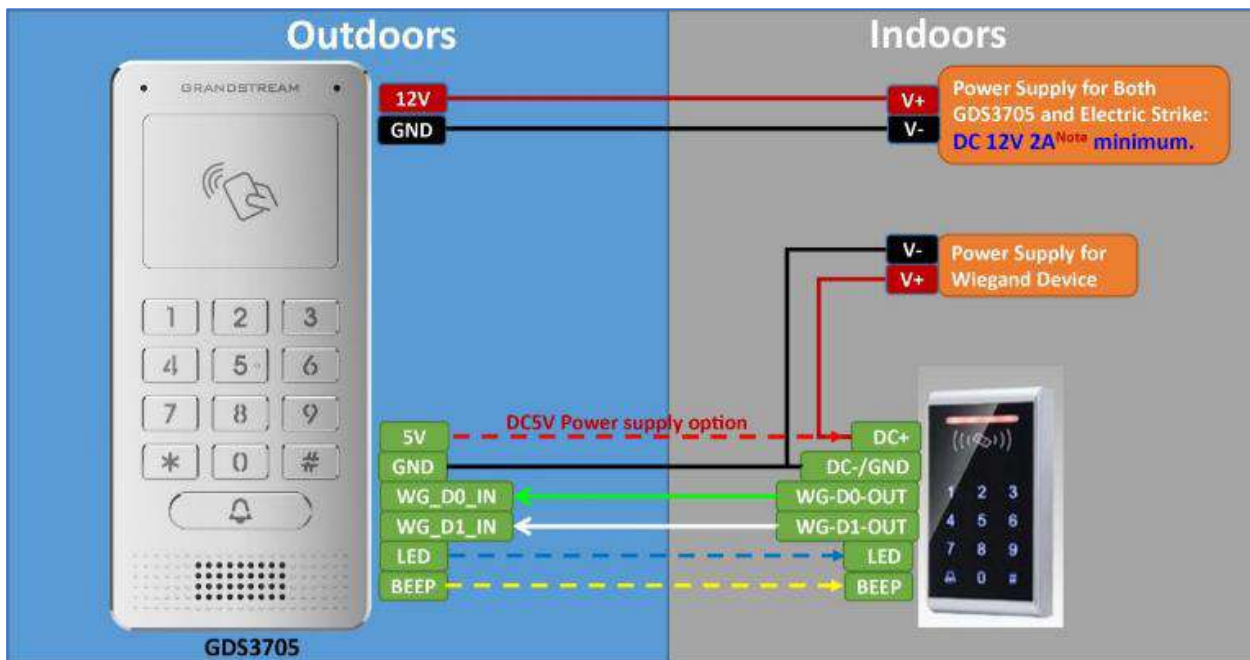 Outdoors
Indoors
GRANDSTREAM
12V
GND
V+
V-
Power Supply for Both
GDS3705 and Electric Strike:
DC 12V 2A Note minimum.
V-
V+
Power Supply for
Wiegand Device
1 2 3
4 5 6
7 8 9
* 0 #
DC5V Power supply option
5V
GND
WG_D0_IN
WG_D1_IN
LED
BEEP
DC+
DC-/GND
WG-D0-OUT
WG-D1-OUT
LED
BEEP
1 2 3
4 5 6
7 8 9
0 #
GDS3705